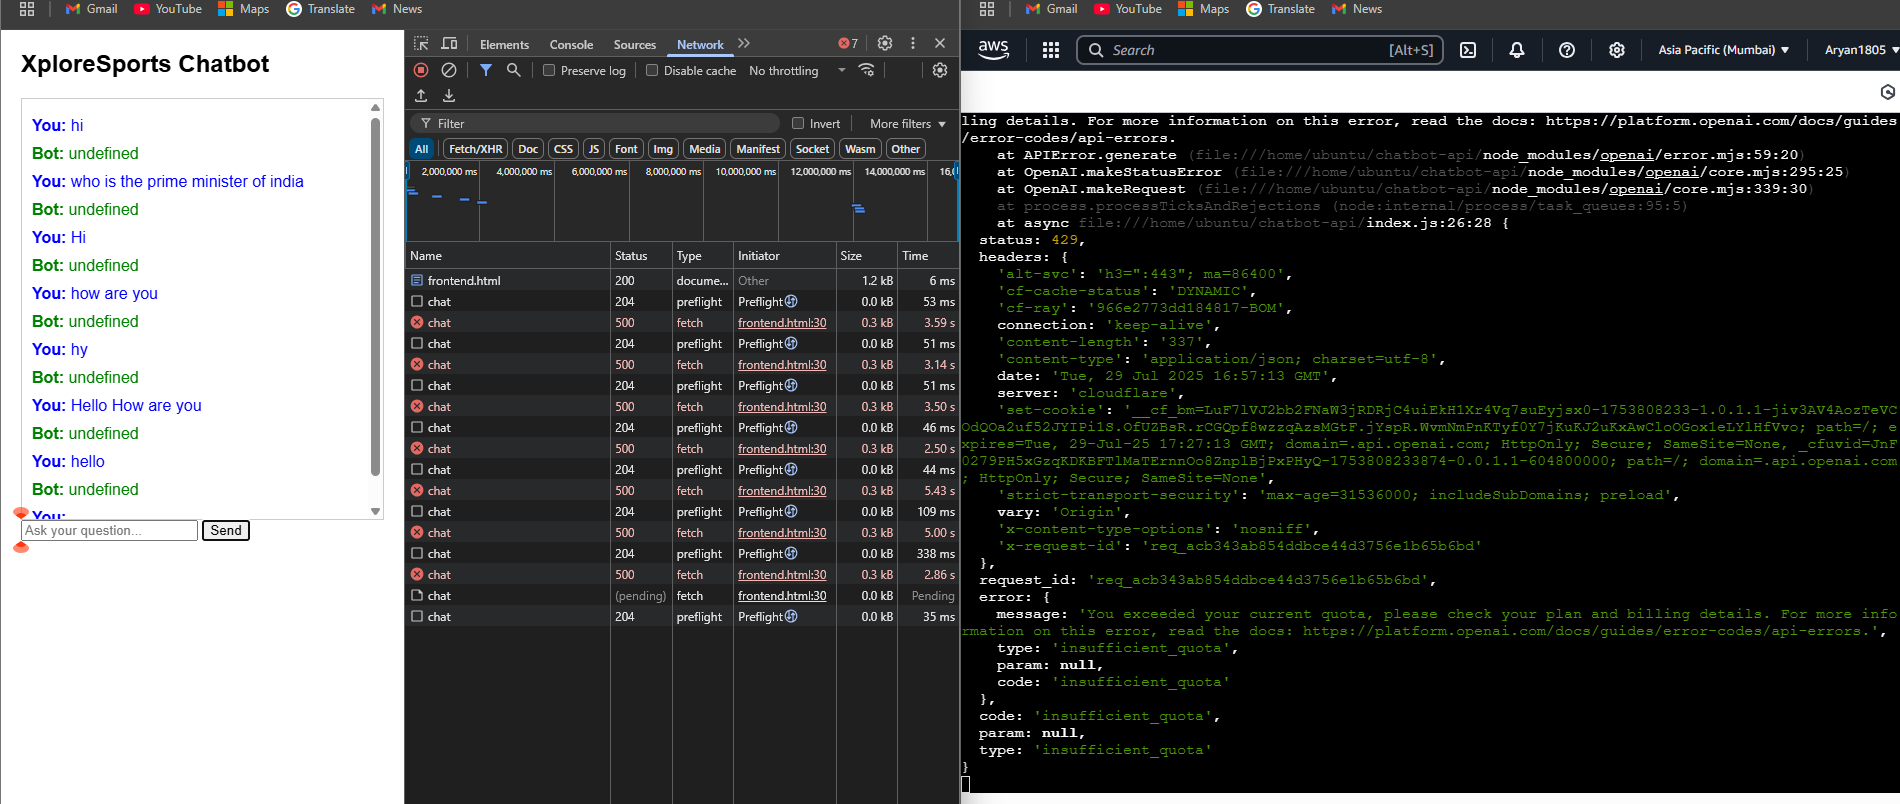 Gmail YouTube Maps Translate News
XploreSports Chatbot
You: hi
Bot: undefined
You: who is the prime minister of india
Bot: undefined
You: Hi
Bot: undefined
You: how are you
Bot: undefined
You: hy
Bot: undefined
You: Hello How are you
Bot: undefined
You: hello
Bot: undefined
You:
Ask your question... Send
Elements Console Sources Network 7
Preserve log Disable cache No throttling
Filter Invert More filters
All Fetch/XHR Doc CSS JS Font Img Media Manifest Socket Wasm Other
2,000,000 ms 4,000,000 ms 6,000,000 ms 8,000,000 ms 10,000,000 ms 12,000,000 ms 14,000,000 ms 16,
Name Status Type Initiator Size Time
frontend.html 200 docume... Other 1.2 kB 6 ms
chat 204 preflight Preflight 0.0 kB 53 ms
chat 500 fetch frontend.html:30 0.3 kB 3.59 s
chat 204 preflight Preflight 0.0 kB 51 ms
chat 500 fetch frontend.html:30 0.3 kB 3.14 s
chat 204 preflight Preflight 0.0 kB 51 ms
chat 500 fetch frontend.html:30 0.3 kB 3.50 s
chat 204 preflight Preflight 0.0 kB 46 ms
chat 500 fetch frontend.html:30 0.3 kB 2.50 s
chat 204 preflight Preflight 0.0 kB 44 ms
chat 500 fetch frontend.html:30 0.3 kB 5.43 s
chat 204 preflight Preflight 0.0 kB 109 ms
chat 500 fetch frontend.html:30 0.3 kB 5.00 s
chat 204 preflight Preflight 0.0 kB 338 ms
chat 500 fetch frontend.html:30 0.3 kB 2.86 s
chat (pending) fetch frontend.html:30 0.0 kB Pending
chat 204 preflight Preflight 0.0 kB 35 ms
Gmail YouTube Maps Translate News
aws Search [Alt+S] Asia Pacific (Mumbai) Aryan1805
ling details. For more information on this error, read the docs: https://platform.openai.com/docs/guides
/error-codes/api-errors.
at APIError.generate (file:///home/ubuntu/chatbot-api/node_modules/openai/error.mjs:59:20)
at OpenAI.makeStatusError (file:///home/ubuntu/chatbot-api/node_modules/openai/core.mjs:295:25)
at OpenAI.makeRequest (file:///home/ubuntu/chatbot-api/node_modules/openai/core.mjs:339:30)
at process.processTicksAndRejections (node:internal/process/task_queues:95:5)
at async file:///home/ubuntu/chatbot-api/index.js:26:28 {
status: 429,
headers: {
'alt-svc': 'h3=":443"; ma=86400',
'cf-cache-status': 'DYNAMIC',
'cf-ray': '966e2773dd184817-BOM',
connection: 'keep-alive',
'content-length': '337',
'content-type': 'application/json; charset=utf-8',
date: 'Tue, 29 Jul 2025 16:57:13 GMT',
server: 'cloudflare',
'set-cookie': '__cf_bm=LuF7lVJ2bb2FNaW3jRDRjC4uiEkH1Xr4Vq7suEyjsx0-1753808233-1.0.1.1-jiv3AV4AozTeVC
OdQOa2uf52JYIPi1S.OfUZBsR.rCGQpf8wzzqAzsMGtF.jYspR.WvmNmPnKTyf0Y7jKuKJ2uKxAwCloOGox1eLYlHfVvo; path=/; e
xpires=Tue, 29-Jul-25 17:27:13 GMT; domain=.api.openai.com; HttpOnly; Secure; SameSite=None, _cfuvid=JnF
0279PH5xGzqKDKBFTlMaTErnnOo8ZnplBjPxPHyQ-1753808233874-0.0.1.1-604800000; path=/; domain=.api.openai.com
; HttpOnly; Secure; SameSite=None',
'strict-transport-security': 'max-age=31536000; includeSubDomains; preload',
vary: 'Origin',
'x-content-type-options': 'nosniff',
'x-request-id': 'req_acb343ab854ddbce44d3756e1b65b6bd'
},
request_id: 'req_acb343ab854ddbce44d3756e1b65b6bd',
error: {
message: 'You exceeded your current quota, please check your plan and billing details. For more info
rmation on this error, read the docs: https://platform.openai.com/docs/guides/error-codes/api-errors.',
type: 'insufficient_quota',
param: null,
code: 'insufficient_quota'
},
code: 'insufficient_quota',
param: null,
type: 'insufficient_quota'
}